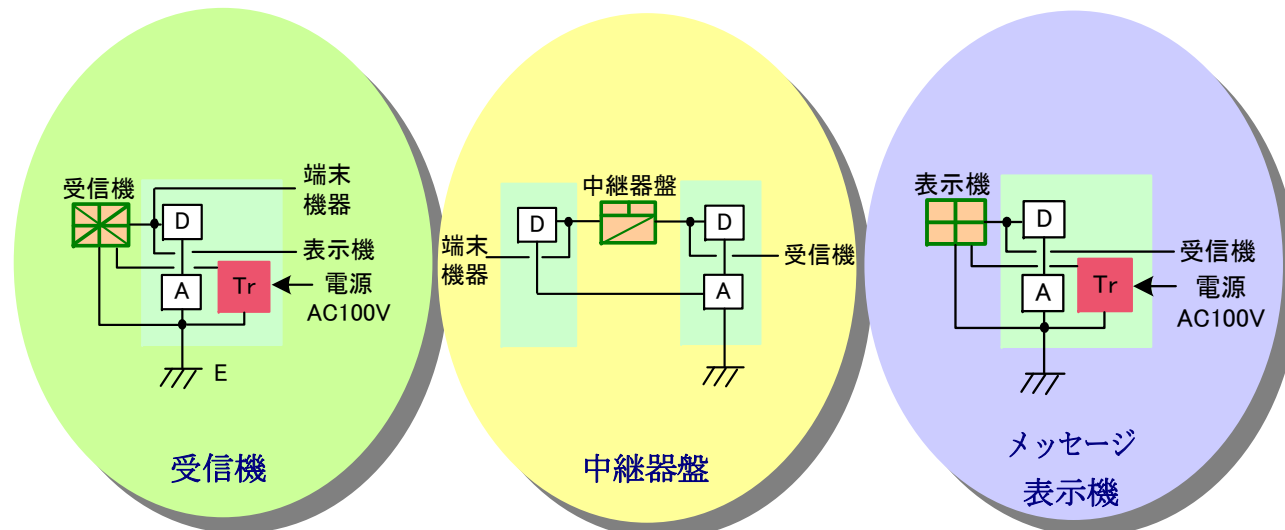 受信機
端末
機器
D
表示機
A
Tr
電源
AC100V
E
受信機
中継器盤
D
D
端末
機器
受信機
A
中継器盤
表示機
D
受信機
A
Tr
電源
AC100V
メッセージ
表示機